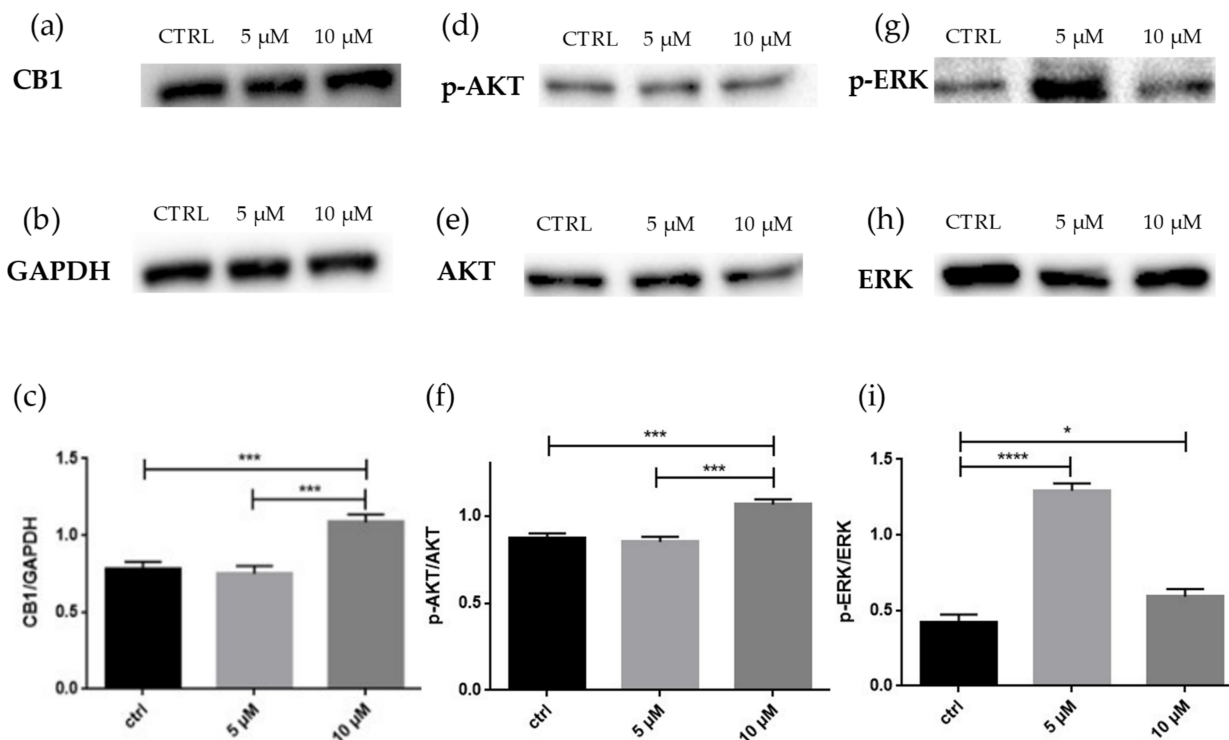 (a)
CTRL 5 µM 10 µM
CB1
(b)
CTRL 5 µM 10 µM
GAPDH
(c)
CB1/GAPDH
1.5
1.0
0.5
0.0
***
***
ctrl
5 µM
10 µM
(d)
CTRL 5 µM 10 µM
p-AKT
(e)
CTRL 5 µM 10 µM
AKT
(f)
p-AKT/AKT
1.0
0.5
0.0
***
***
ctrl
5 µM
10 µM
(g)
CTRL 5 µM 10 µM
p-ERK
(h)
CTRL 5 µM 10 µM
ERK
(i)
p-ERK/ERK
1.5
1.0
0.5
0.0
*
****
ctrl
5 µM
10 µM